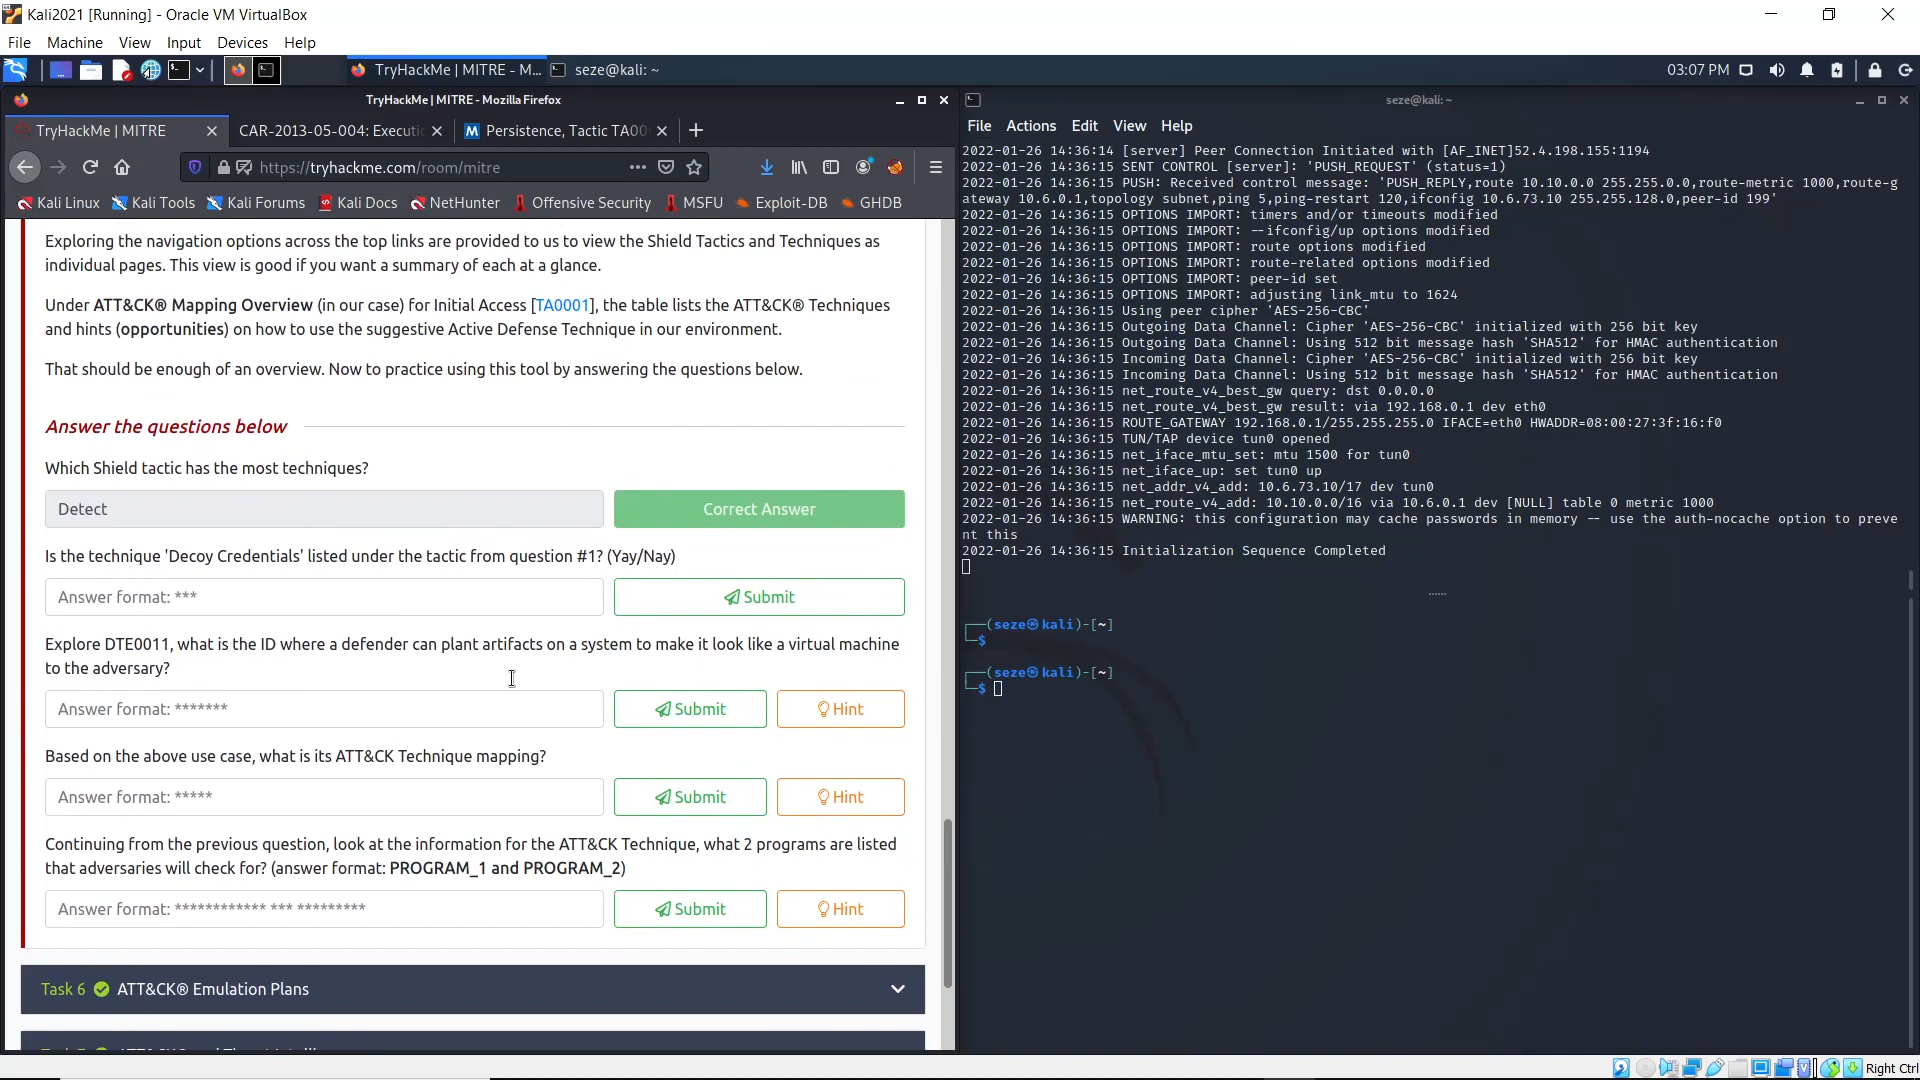 Kali2021 [Running] - Oracle VM VirtualBox
File Machine View Input Devices Help
TryHackMe | MITRE - M... seze@kali: ~ 03:07 PM
TryHackMe | MITRE - Mozilla Firefox
TryHackMe | MITRE CAR-2013-05-004: Executi Persistence, Tactic TA00
https://tryhackme.com/room/mitre
Kali Linux Kali Tools Kali Forums Kali Docs NetHunter Offensive Security MSFU Exploit-DB GHDB
Exploring the navigation options across the top links are provided to us to view the Shield Tactics and Techniques as
individual pages. This view is good if you want a summary of each at a glance.
Under ATT&CK® Mapping Overview (in our case) for Initial Access [TA0001], the table lists the ATT&CK® Techniques
and hints (opportunities) on how to use the suggestive Active Defense Technique in our environment.
That should be enough of an overview. Now to practice using this tool by answering the questions below.
Answer the questions below
Which Shield tactic has the most techniques?
Detect Correct Answer
Is the technique 'Decoy Credentials' listed under the tactic from question #1? (Yay/Nay)
Answer format: *** Submit
Explore DTE0011, what is the ID where a defender can plant artifacts on a system to make it look like a virtual machine
to the adversary?
Answer format: ******* Submit Hint
Based on the above use case, what is its ATT&CK Technique mapping?
Answer format: ***** Submit Hint
Continuing from the previous question, look at the information for the ATT&CK Technique, what 2 programs are listed
that adversaries will check for? (answer format: PROGRAM_1 and PROGRAM_2)
Answer format: ************ *** ********* Submit Hint
Task 6 ATT&CK® Emulation Plans
seze@kali: ~
File Actions Edit View Help
2022-01-26 14:36:14 [server] Peer Connection Initiated with [AF_INET]52.4.198.155:1194
2022-01-26 14:36:15 SENT CONTROL [server]: 'PUSH_REQUEST' (status=1)
2022-01-26 14:36:15 PUSH: Received control message: 'PUSH_REPLY,route 10.10.0.0 255.255.0.0,route-metric 1000,route-g
ateway 10.6.0.1,topology subnet,ping 5,ping-restart 120,ifconfig 10.6.73.10 255.255.128.0,peer-id 199'
2022-01-26 14:36:15 OPTIONS IMPORT: timers and/or timeouts modified
2022-01-26 14:36:15 OPTIONS IMPORT: --ifconfig/up options modified
2022-01-26 14:36:15 OPTIONS IMPORT: route options modified
2022-01-26 14:36:15 OPTIONS IMPORT: route-related options modified
2022-01-26 14:36:15 OPTIONS IMPORT: peer-id set
2022-01-26 14:36:15 OPTIONS IMPORT: adjusting link_mtu to 1624
2022-01-26 14:36:15 Using peer cipher 'AES-256-CBC'
2022-01-26 14:36:15 Outgoing Data Channel: Cipher 'AES-256-CBC' initialized with 256 bit key
2022-01-26 14:36:15 Outgoing Data Channel: Using 512 bit message hash 'SHA512' for HMAC authentication
2022-01-26 14:36:15 Incoming Data Channel: Cipher 'AES-256-CBC' initialized with 256 bit key
2022-01-26 14:36:15 Incoming Data Channel: Using 512 bit message hash 'SHA512' for HMAC authentication
2022-01-26 14:36:15 net_route_v4_best_gw query: dst 0.0.0.0
2022-01-26 14:36:15 net_route_v4_best_gw result: via 192.168.0.1 dev eth0
2022-01-26 14:36:15 ROUTE_GATEWAY 192.168.0.1/255.255.255.0 IFACE=eth0 HWADDR=08:00:27:3f:16:f0
2022-01-26 14:36:15 TUN/TAP device tun0 opened
2022-01-26 14:36:15 net_iface_mtu_set: mtu 1500 for tun0
2022-01-26 14:36:15 net_iface_up: set tun0 up
2022-01-26 14:36:15 net_addr_v4_add: 10.6.73.10/17 dev tun0
2022-01-26 14:36:15 net_route_v4_add: 10.10.0.0/16 via 10.6.0.1 dev [NULL] table 0 metric 1000
2022-01-26 14:36:15 WARNING: this configuration may cache passwords in memory -- use the auth-nocache option to preve
nt this
2022-01-26 14:36:15 Initialization Sequence Completed
┌──(seze㉿kali)-[~]
└─$
┌──(seze㉿kali)-[~]
└─$
Right Ctrl